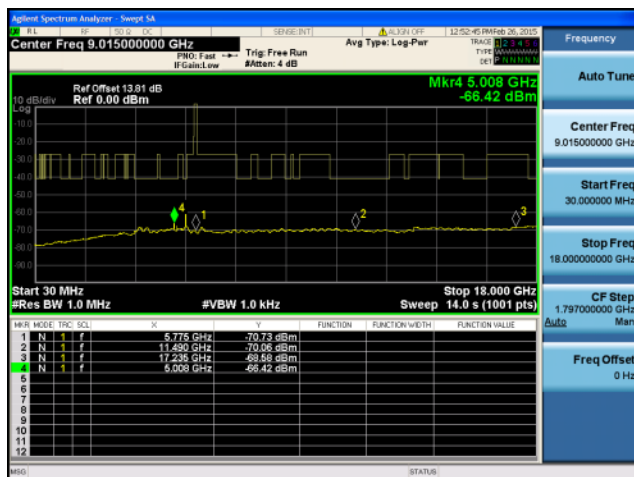 Agilent Spectrum Analyzer - Swept SA
RL RF 50 Ω DC SENSE:INT ALIGN OFF 12:52:45 PM Feb 26, 2015
Center Freq 9.015000000 GHz
PNO: Fast
IFGain:Low
Trig: Free Run
#Atten: 4 dB
Avg Type: Log-Pwr
TRACE 1 2 3 4 5 6
TYPE
DET P N N N N N
Ref Offset 13.81 dB
Ref 0.00 dBm
Mkr4 5.008 GHz
-66.42 dBm
10 dB/div
Log
-10.0
-20.0
-30.0
-40.0
-50.0
-60.0
-70.0
-80.0
-90.0
4
1
2
3
Start 30 MHz
#Res BW 1.0 MHz
#VBW 1.0 kHz
Stop 18.000 GHz
Sweep 14.0 s (1001 pts)
MKR MODE TRC SCL X Y FUNCTION FUNCTION WIDTH FUNCTION VALUE
1 N 1 f 5.775 GHz -70.73 dBm
2 N 1 f 11.490 GHz -70.06 dBm
3 N 1 f 17.235 GHz -68.58 dBm
4 N 1 f 5.008 GHz -66.42 dBm
5
6
7
8
9
10
11
12
MSG STATUS
Frequency
Auto Tune
Center Freq
9.015000000 GHz
Start Freq
30.000000 MHz
Stop Freq
18.000000000 GHz
CF Step
1.797000000 GHz
Auto Man
Freq Offset
0 Hz